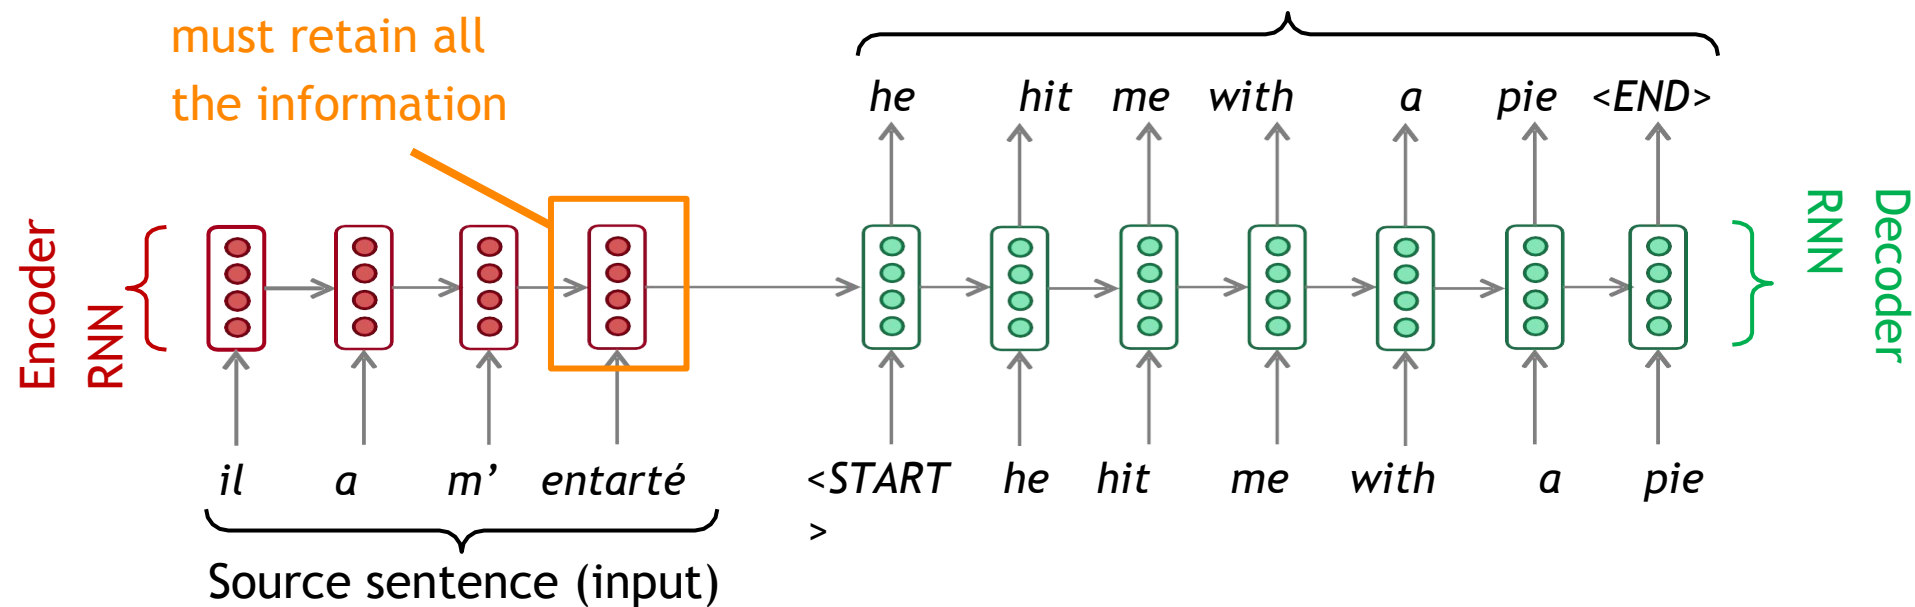 must retain all
the information
he hit me with a pie <END>
Encoder
RNN
Decoder
RNN
il a m’ entarté
<START he hit me with a pie
>
Source sentence (input)